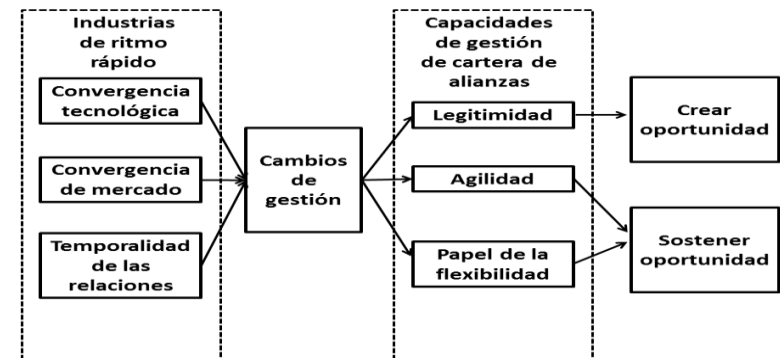 Industrias
de ritmo
rápido
Convergencia
tecnológica
Convergencia
de mercado
Temporalidad
de las
relaciones
Cambios
de
gestión
Capacidades
de gestión
de cartera de
alianzas
Legitimidad
Agilidad
Papel de la
flexibilidad
Crear
oportunidad
Sostener
oportunidad